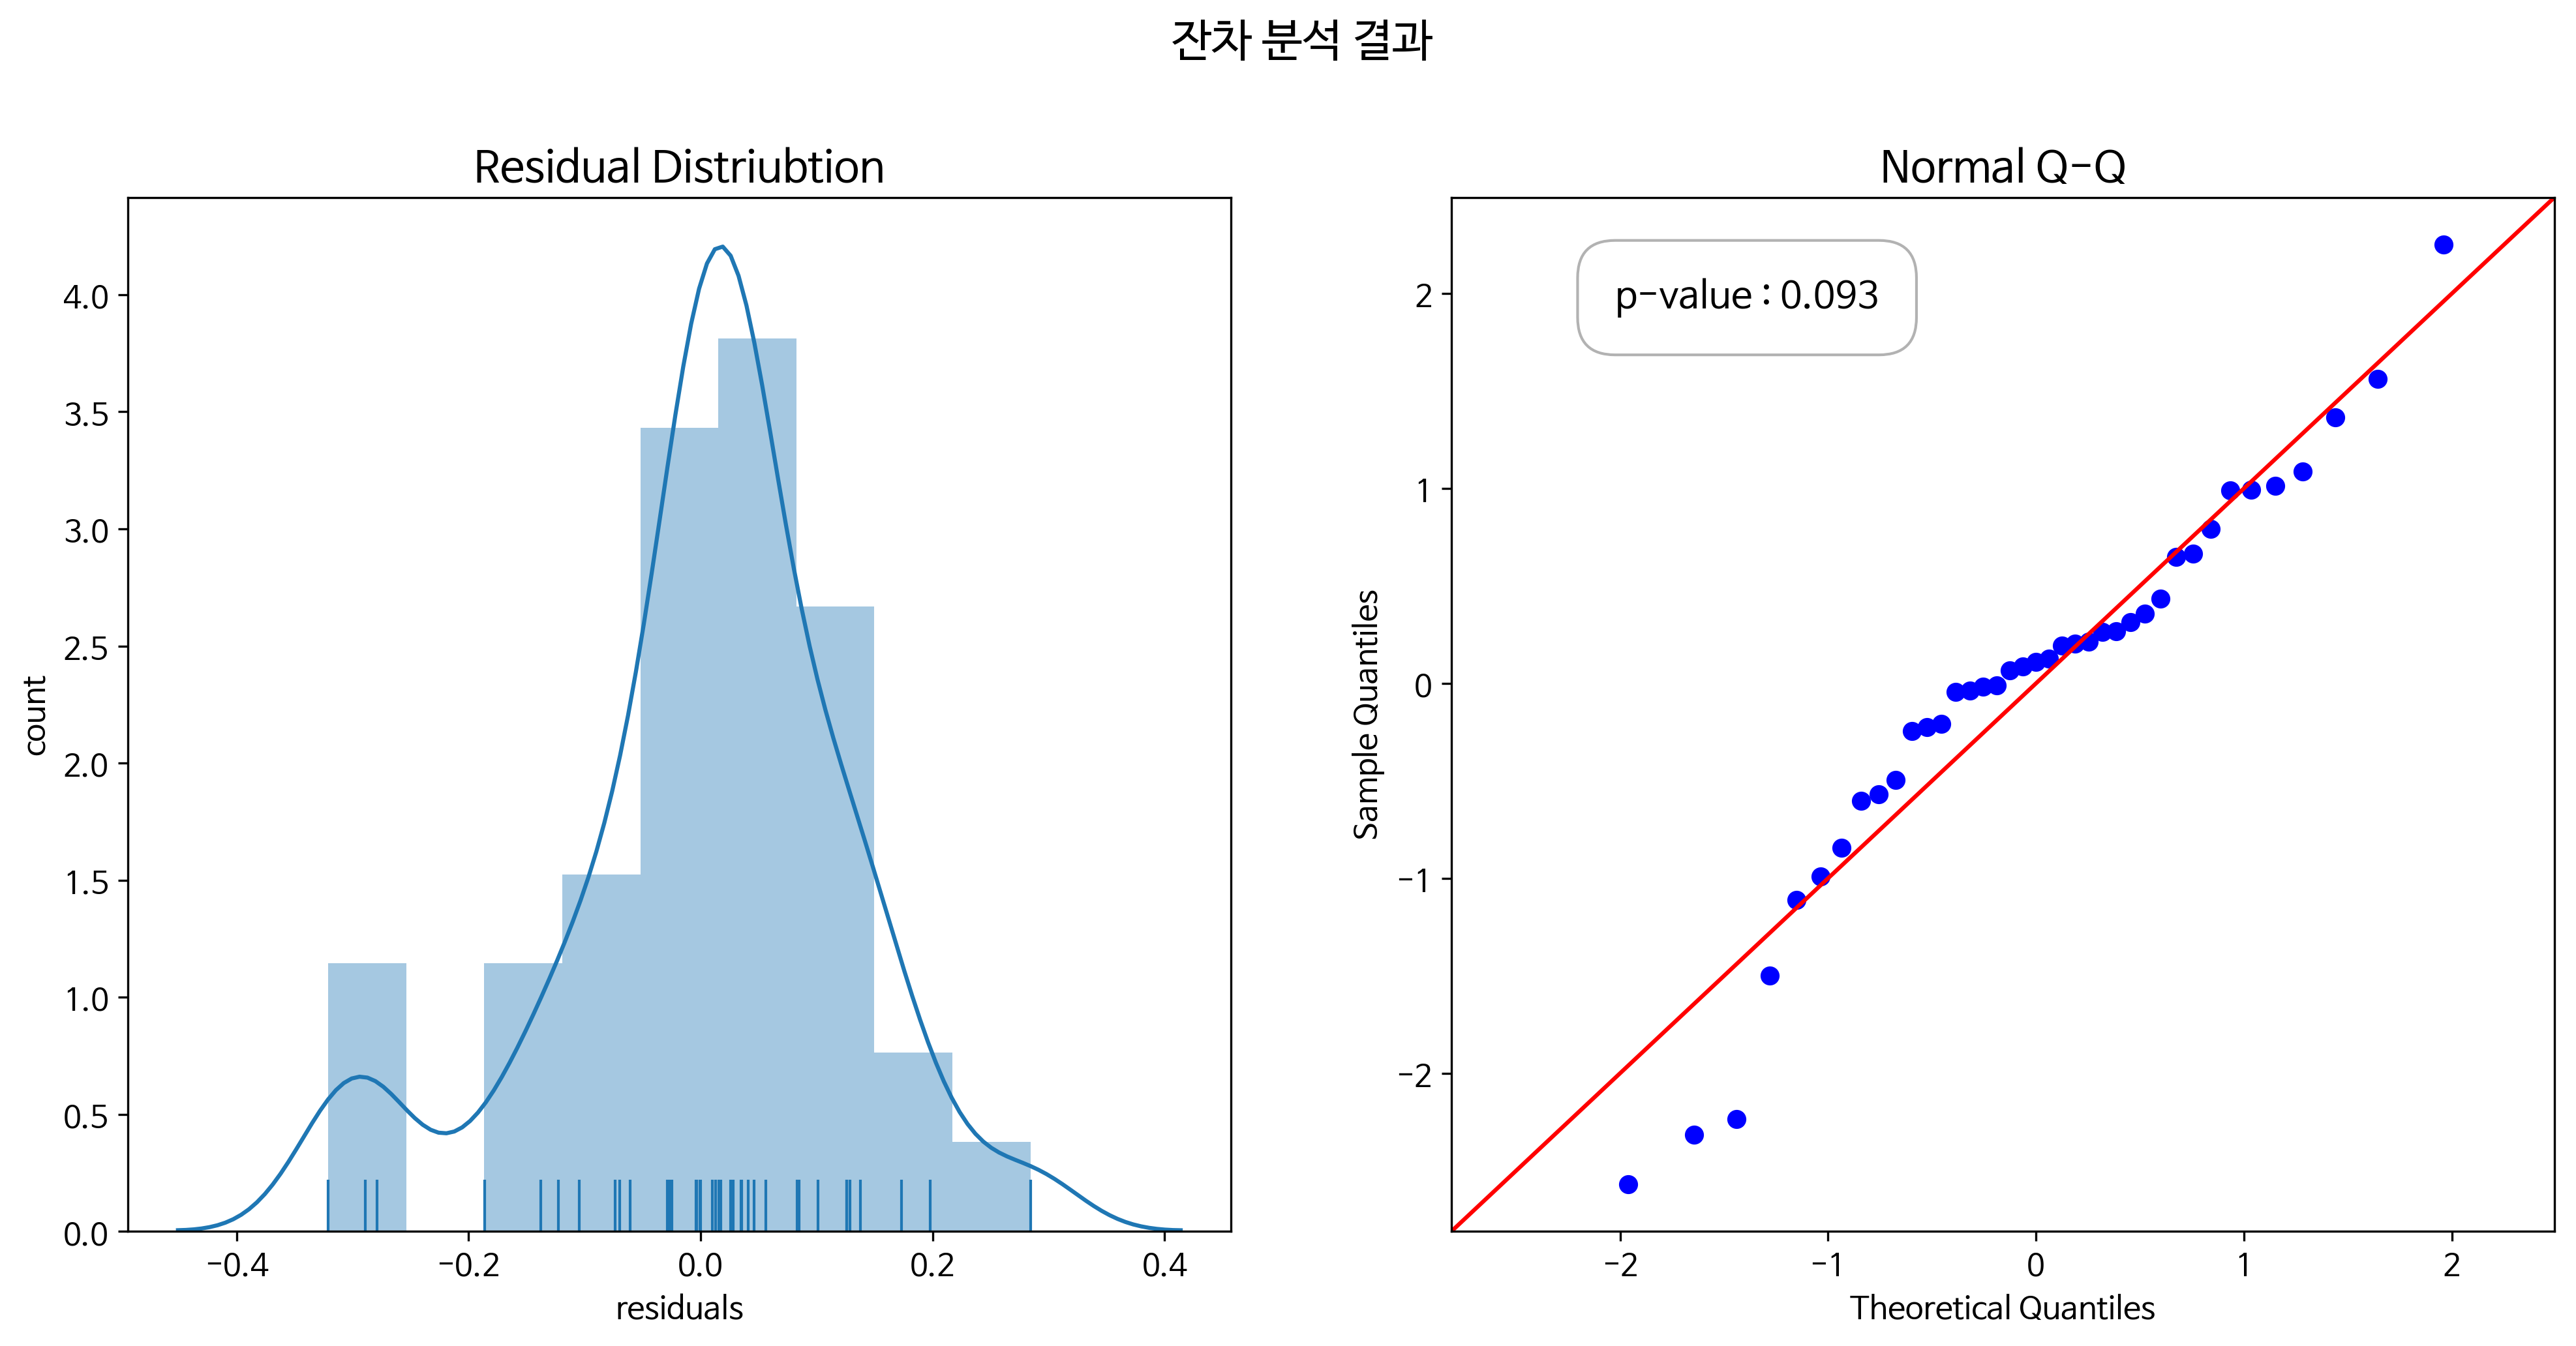 잔차 분석 결과
Residual Distriubtion
4.0
3.5
3.0
2.5
2.0
1.5
1.0
0.5
0.0
count
−0.4 −0.2 0.0 0.2 0.4
residuals
Normal Q−Q
p−value : 0.093
2
1
0
−1
−2
Sample Quantiles
−2 −1 0 1 2
Theoretical Quantiles